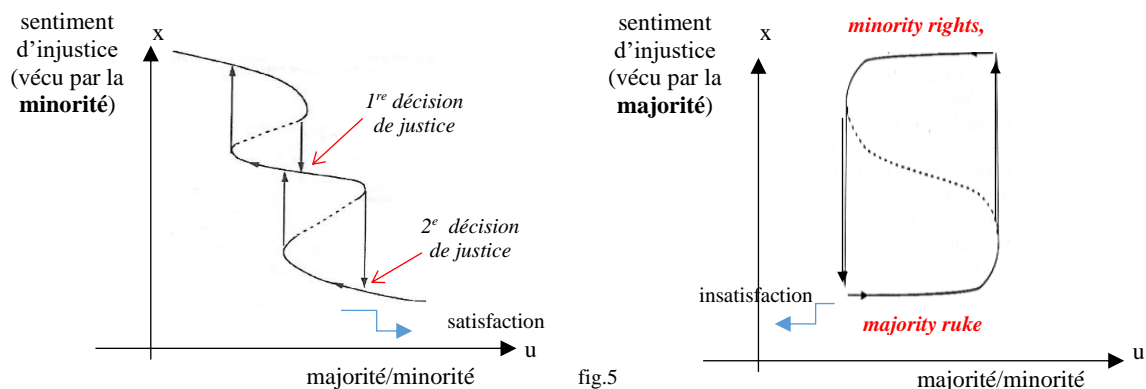 sentiment
d'injustice
(vécu par la
minorité)
x
1re décision
de justice
2e décision
de justice
satisfaction
u
majorité/minorité
fig.5
sentiment
d'injustice
(vécu par la
majorité)
x
minority rights,
insatisfaction
majority ruke
u
majorité/minorité